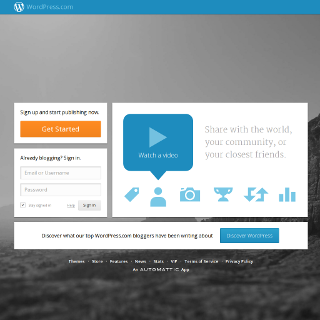 WordPress.com
Sign up and start publishing now.
Get Started
Already blogging? Sign in.
Email or Username
Password
Sign In
Watch a video
Share with the world,
your community, or
your closest friends.
Discover what our top WordPress.com bloggers have been writing about
Discover WordPress
Themes · Store · Features · News · Stats · VIP · Terms of Service · Privacy Policy
An AUTOMATTIC App